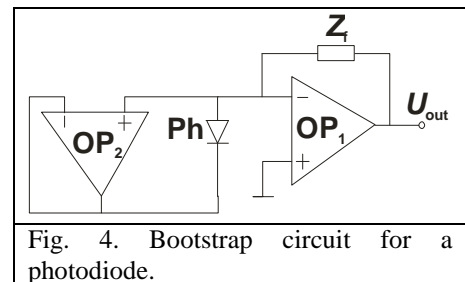 Zf
Uout
Ph
OP1
OP2
Fig. 4. Bootstrap circuit for a
photodiode.